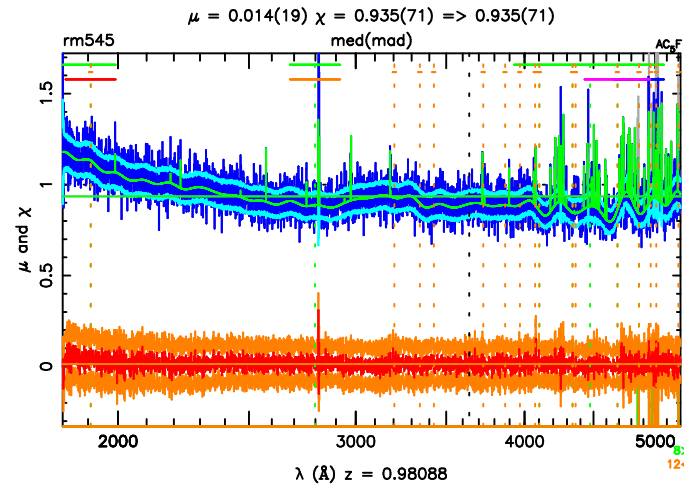 μ = 0.014(19) χ = 0.935(71) => 0.935(71)
rm545 med(mad) AC5F
1.5
1
0.5
0
μ and χ
2000 3000 4000 5000
λ (Å) z = 0.98088